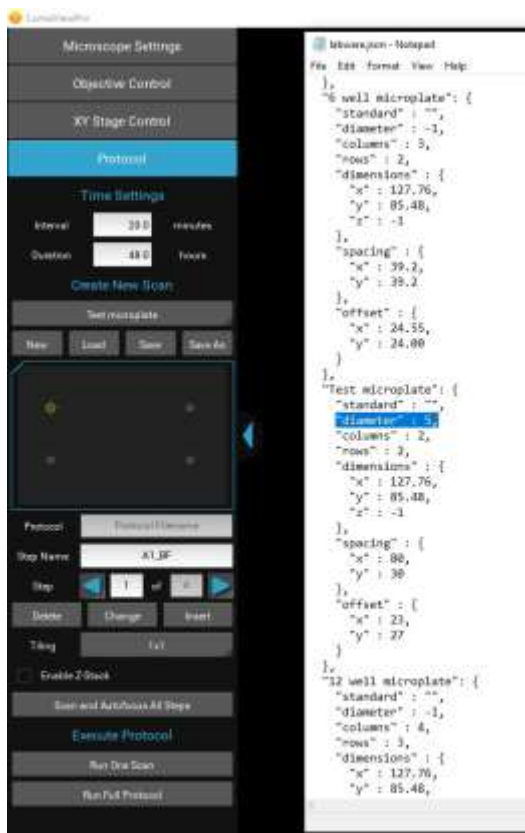 LumaViewPro
Microscope Settings
Objective Control
XY Stage Control
Protocol
Time Settings
Interval 20.0 minutes
Duration 48.0 hours
Create New Scan
Test microplate
New Load Save Save As
Protocol Protocol Filename
Step Name A1_BF
Step 1 of 4
Delete Change Insert
Tiling 1x1
Enable Z-Stack
Scan and Autofocus All Steps
Execute Protocol
Run One Scan
Run Full Protocol
labware.json - Notepad
File Edit Format View Help
},
"6 well microplate": {
"standard" : "",
"diameter" : -1,
"columns" : 3,
"rows" : 2,
"dimensions" : {
"x" : 127.76,
"y" : 85.48,
"z" : -1
},
"spacing" : {
"x" : 39.2,
"y" : 39.2
},
"offset" : {
"x" : 24.55,
"y" : 24.00
}
},
"Test microplate": {
"standard" : "",
"diameter" : 5,
"columns" : 2,
"rows" : 2,
"dimensions" : {
"x" : 127.76,
"y" : 85.48,
"z" : -1
},
"spacing" : {
"x" : 80,
"y" : 30
},
"offset" : {
"x" : 23,
"y" : 27
}
},
"12 well microplate": {
"standard" : "",
"diameter" : -1,
"columns" : 4,
"rows" : 3,
"dimensions" : {
"x" : 127.76,
"y" : 85.48,